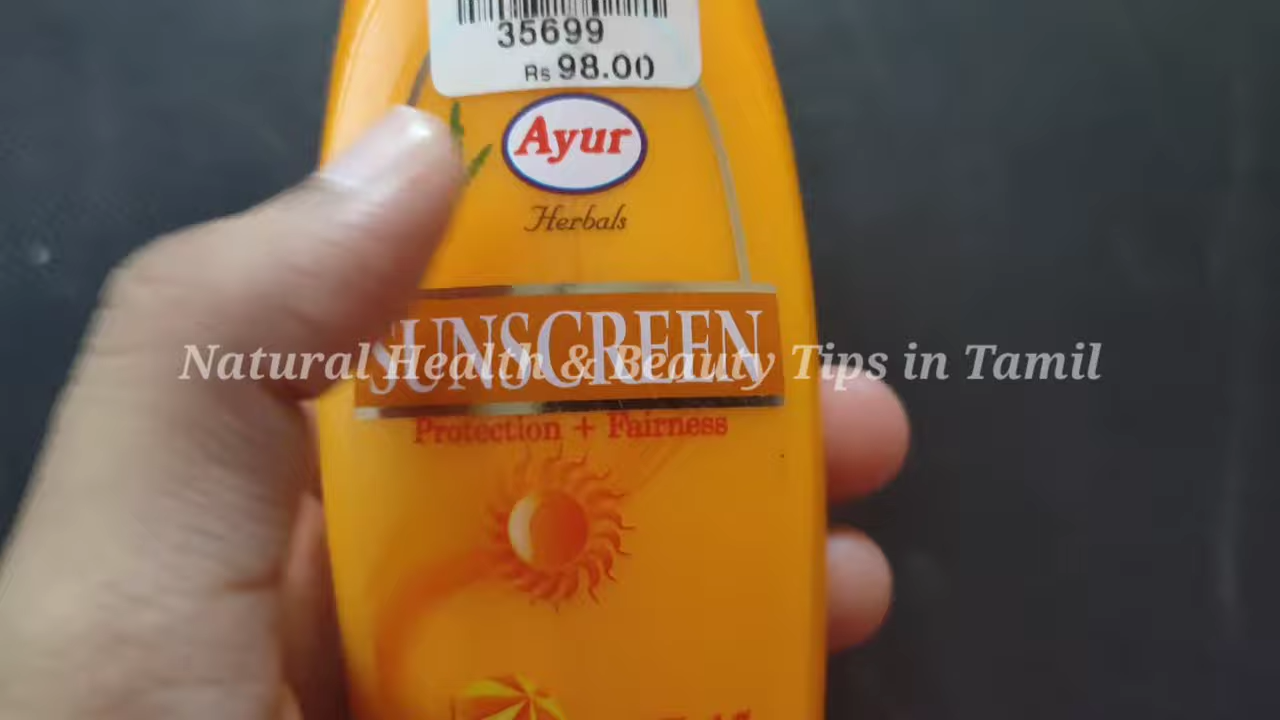 35699
Rs 98.00
Ayur
Herbals
SUNSCREEN
Natural Health & Beauty Tips in Tamil
Protection + Fairness